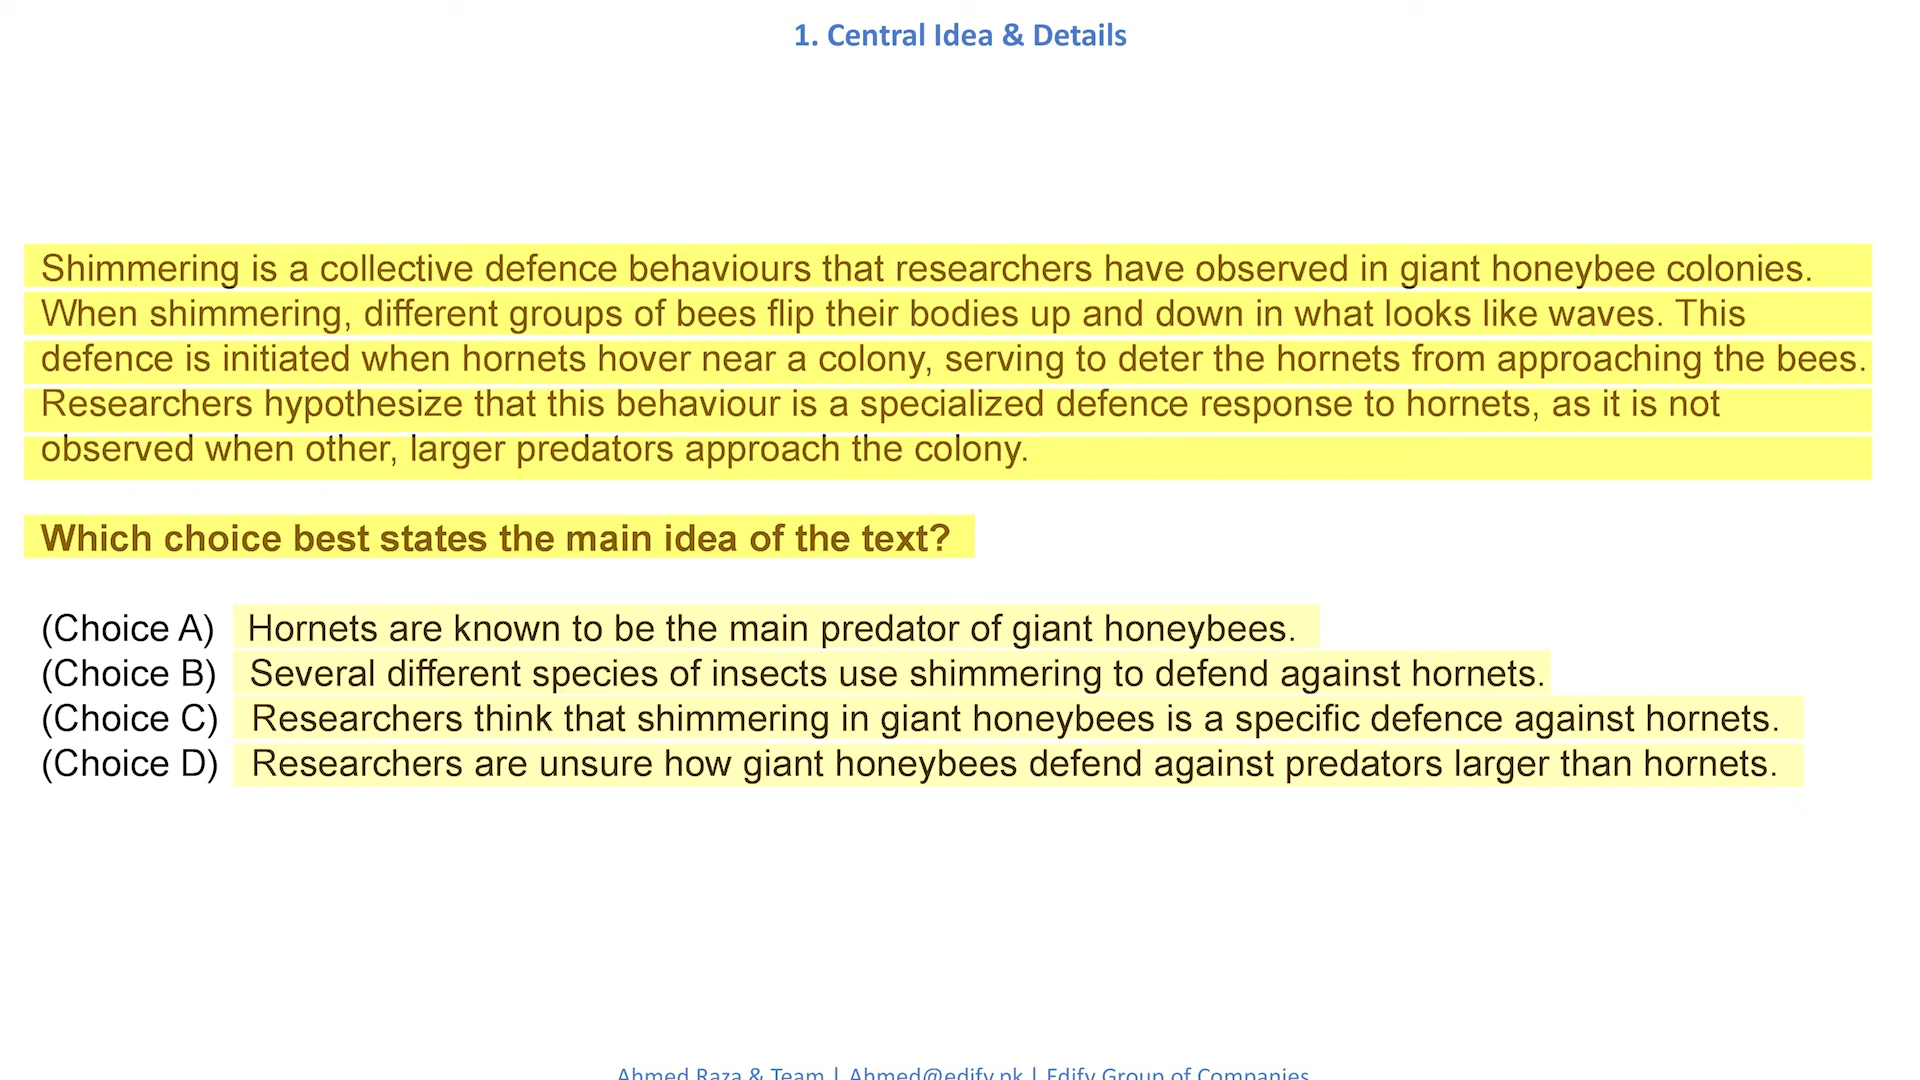 1. Central Idea & Details
Shimmering is a collective defence behaviours that researchers have observed in giant honeybee colonies.
When shimmering, different groups of bees flip their bodies up and down in what looks like waves. This
defence is initiated when hornets hover near a colony, serving to deter the hornets from approaching the bees.
Researchers hypothesize that this behaviour is a specialized defence response to hornets, as it is not
observed when other, larger predators approach the colony.
Which choice best states the main idea of the text?
(Choice A) Hornets are known to be the main predator of giant honeybees.
(Choice B) Several different species of insects use shimmering to defend against hornets.
(Choice C) Researchers think that shimmering in giant honeybees is a specific defence against hornets.
(Choice D) Researchers are unsure how giant honeybees defend against predators larger than hornets.
Ahmed Raza & Team | Ahmed@edify.pk | Edify Group of Companies